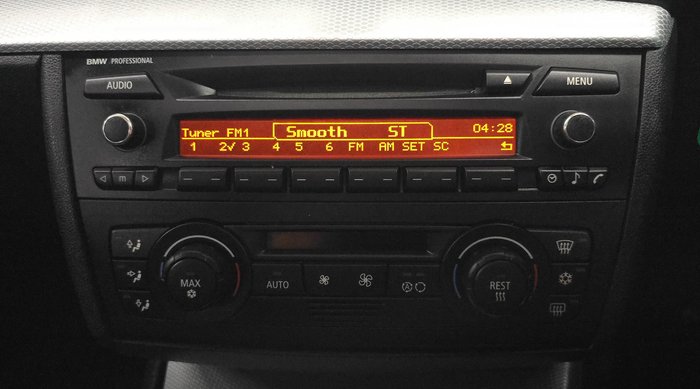 BMW PROFESSIONAL
AUDIO
MENU
Tuner FM1 Smooth ST 04:28
1 2√ 3 4 5 6 FM AM SET SC
m
MAX
AUTO
A
REST